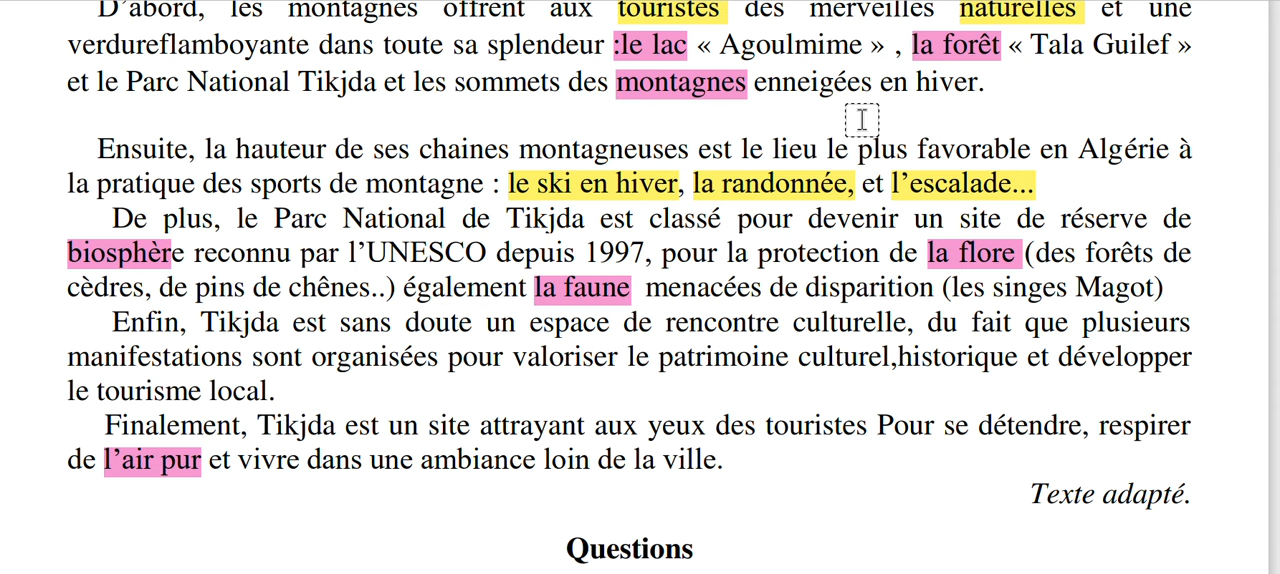 D’abord, les montagnes offrent aux touristes des merveilles naturelles et une
verdureflamboyante dans toute sa splendeur :le lac « Agoulmime » , la forêt « Tala Guilef »
et le Parc National Tikjda et les sommets des montagnes enneigées en hiver.
Ensuite, la hauteur de ses chaines montagneuses est le lieu le plus favorable en Algérie à
la pratique des sports de montagne : le ski en hiver, la randonnée, et l’escalade...
De plus, le Parc National de Tikjda est classé pour devenir un site de réserve de
biosphère reconnu par l’UNESCO depuis 1997, pour la protection de la flore (des forêts de
cèdres, de pins de chênes..) également la faune menacées de disparition (les singes Magot)
Enfin, Tikjda est sans doute un espace de rencontre culturelle, du fait que plusieurs
manifestations sont organisées pour valoriser le patrimoine culturel,historique et développer
le tourisme local.
Finalement, Tikjda est un site attrayant aux yeux des touristes Pour se détendre, respirer
de l’air pur et vivre dans une ambiance loin de la ville.
Texte adapté.
Questions